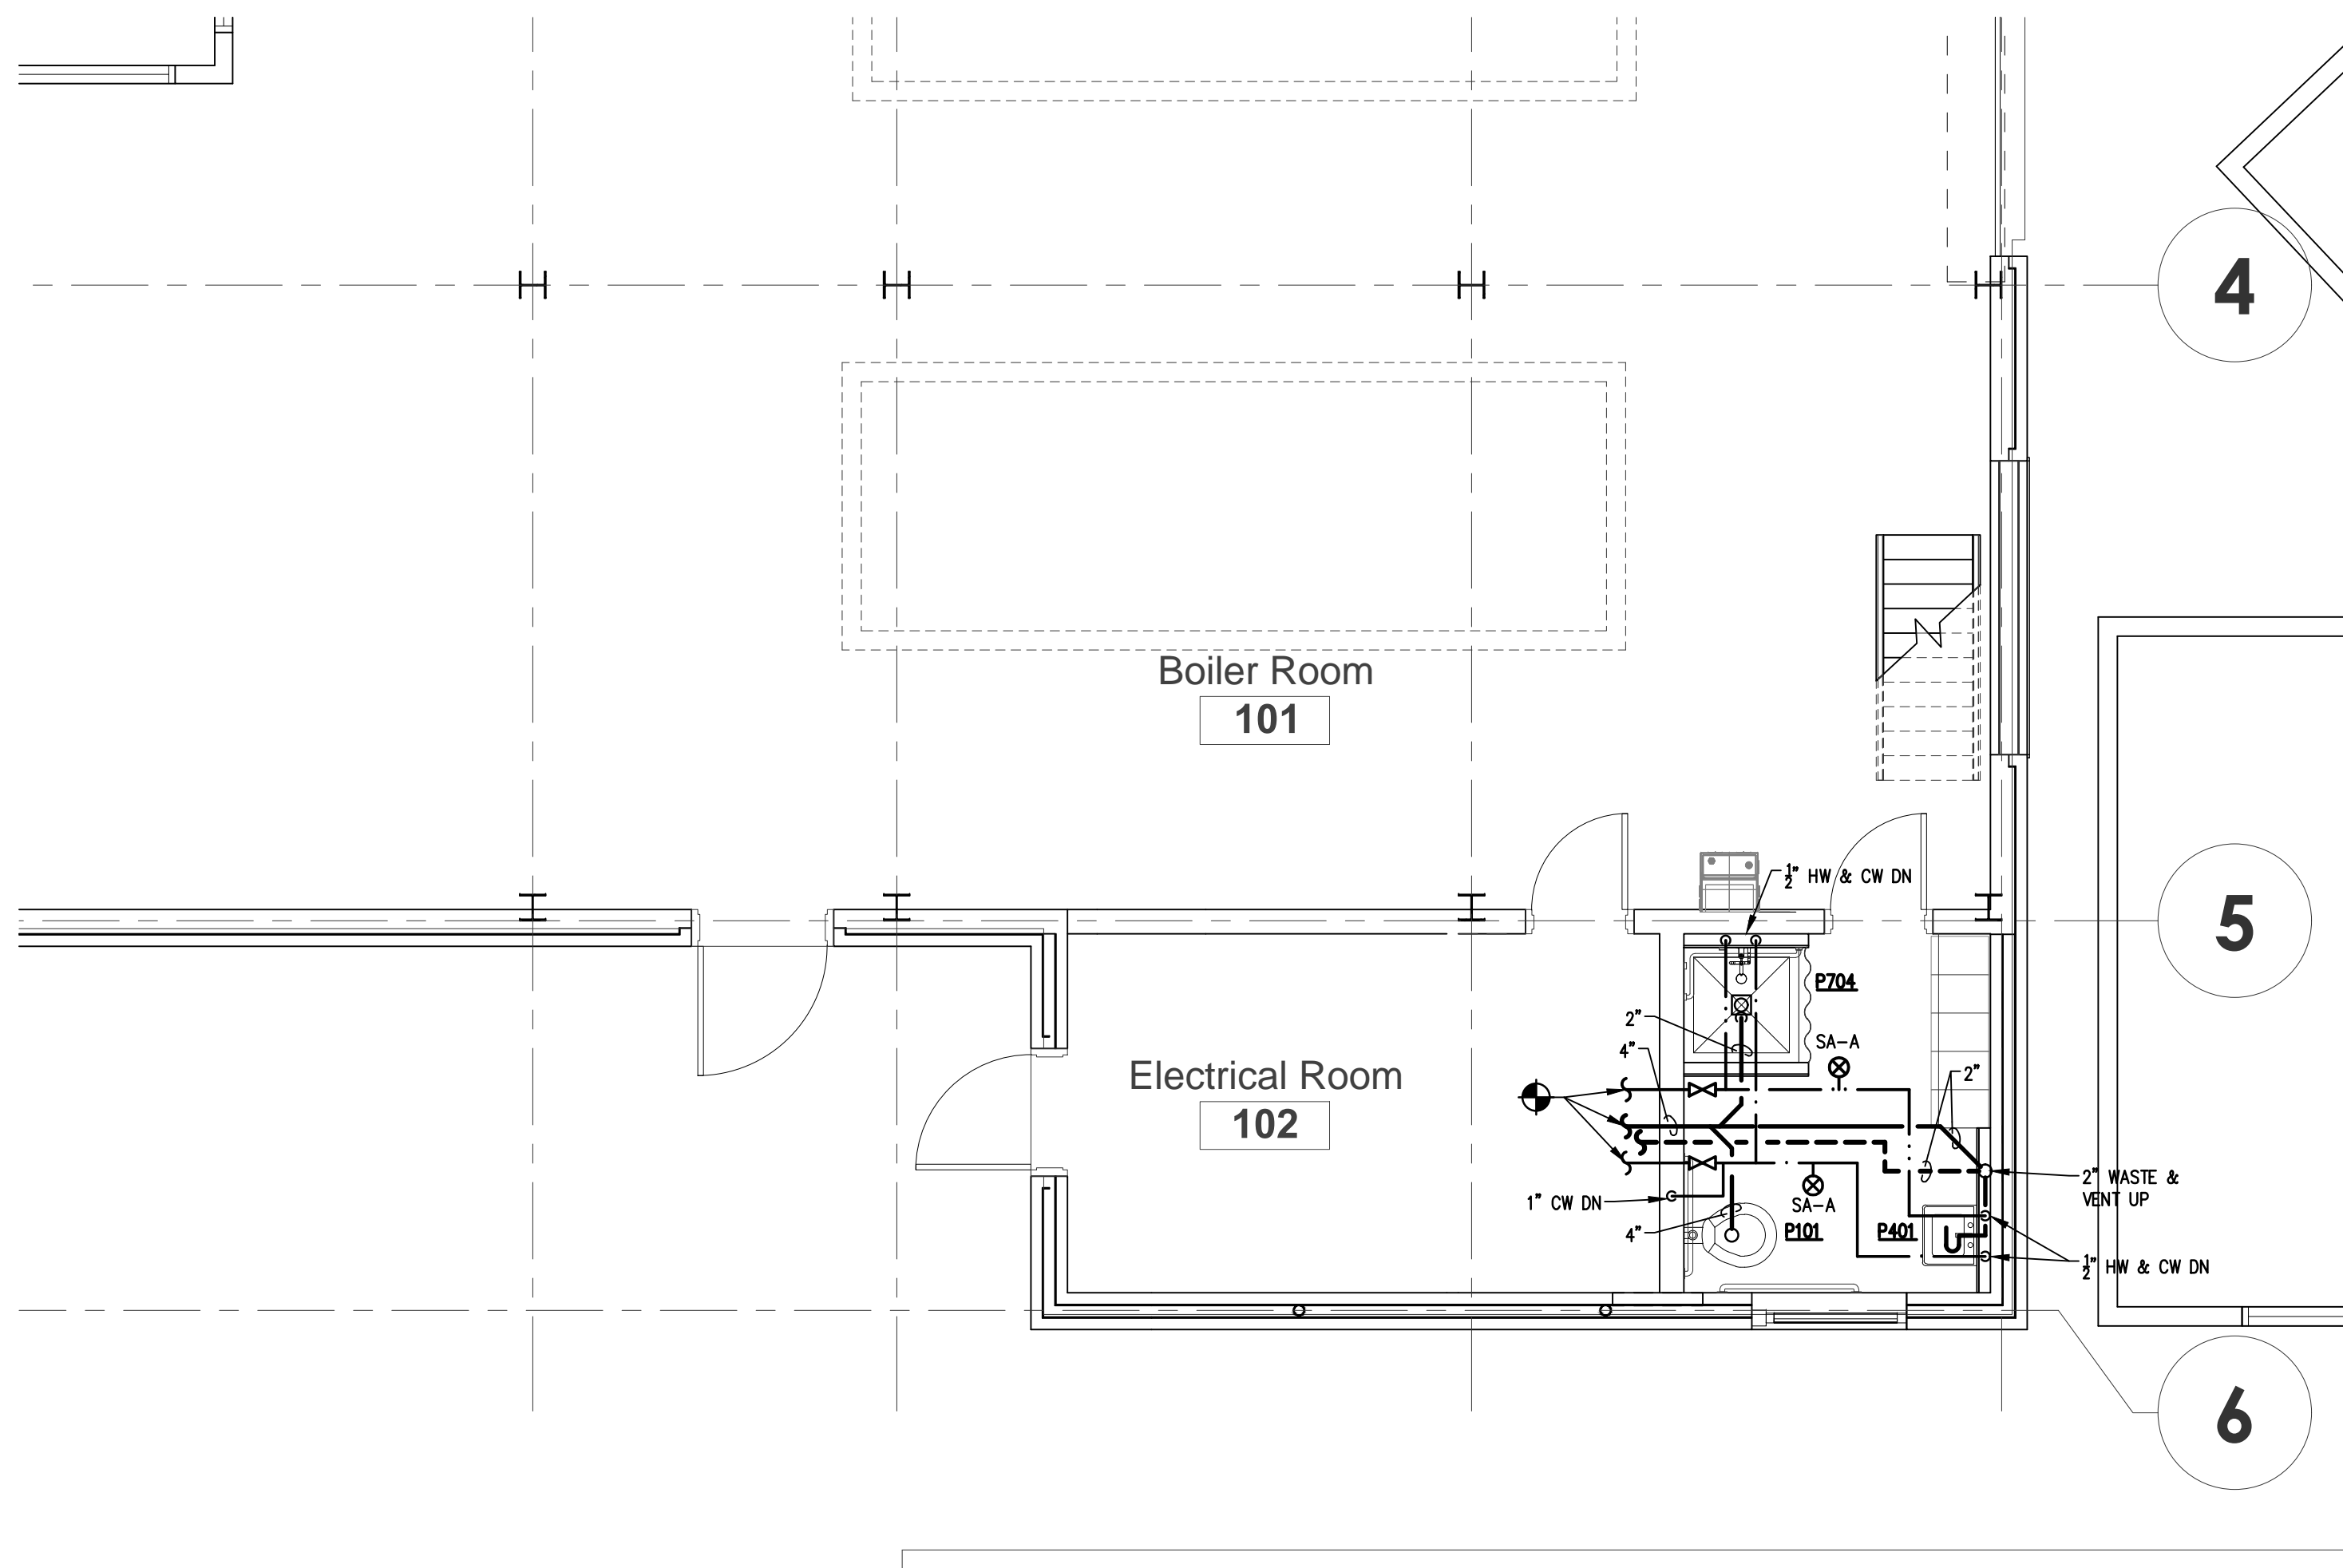 4
Boiler Room
101
½" HW & CW DN
5
P704
2"
SA-A
4"
Electrical Room
2"
102
2" WASTE &
VENT UP
1" CW DN
SA-A
4"
P101
P401
½" HW & CW DN
6